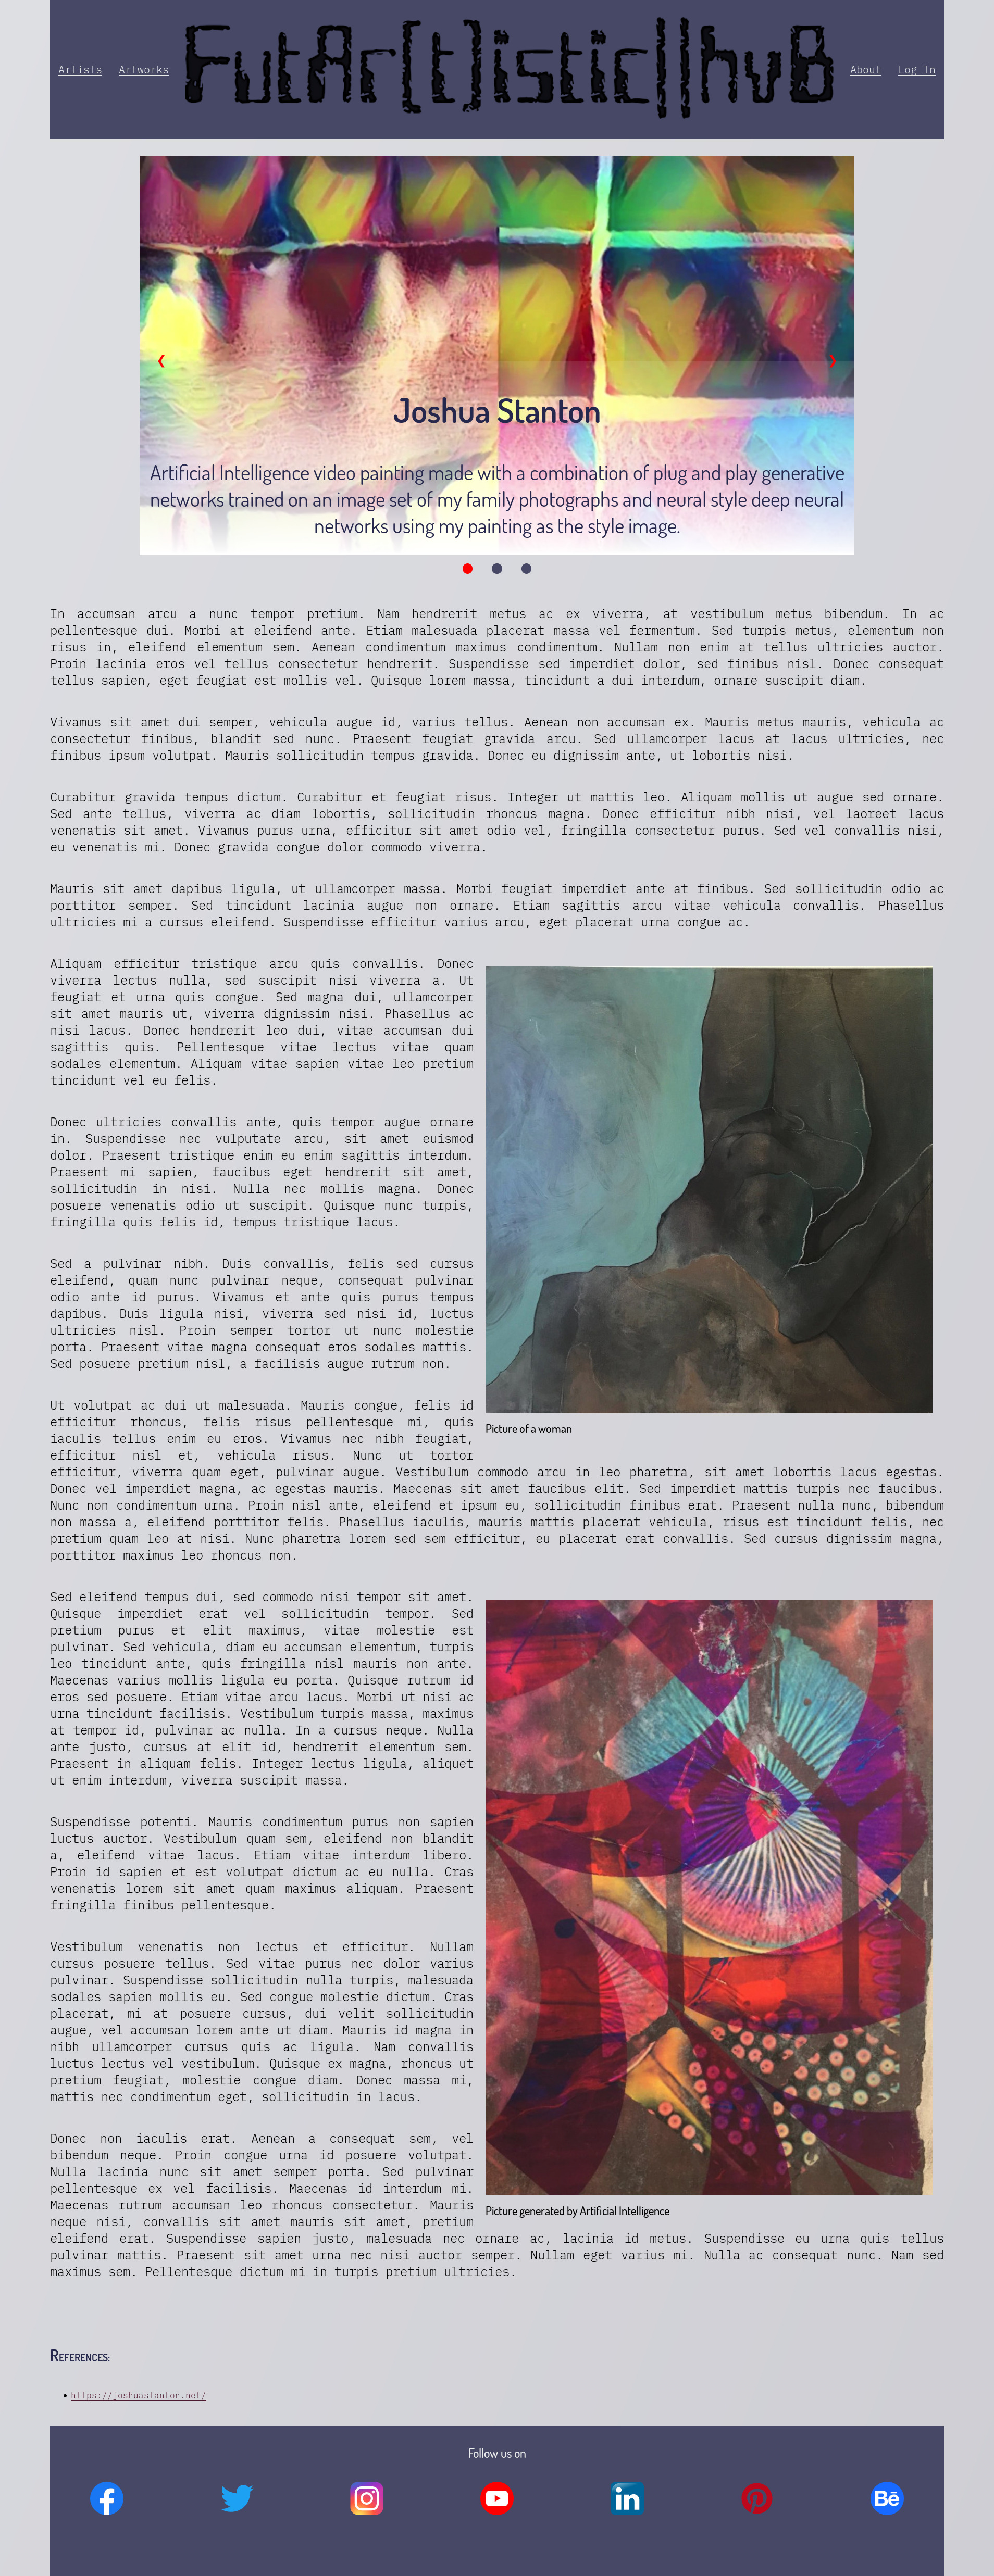 Artists Artworks FutAr[t]istic||huB About Log In
❮ ❯
Joshua Stanton
Artificial Intelligence video painting made with a combination of plug and play generative
networks trained on an image set of my family photographs and neural style deep neural
networks using my painting as the style image.
In accumsan arcu a nunc tempor pretium. Nam hendrerit metus ac ex viverra, at vestibulum metus bibendum. In ac
pellentesque dui. Morbi at eleifend ante. Etiam malesuada placerat massa vel fermentum. Sed turpis metus, elementum non
risus in, eleifend elementum sem. Aenean condimentum maximus condimentum. Nullam non enim at tellus ultricies auctor.
Proin lacinia eros vel tellus consectetur hendrerit. Suspendisse sed imperdiet dolor, sed finibus nisl. Donec consequat
tellus sapien, eget feugiat est mollis vel. Quisque lorem massa, tincidunt a dui interdum, ornare suscipit diam.
Vivamus sit amet dui semper, vehicula augue id, varius tellus. Aenean non accumsan ex. Mauris metus mauris, vehicula ac
consectetur finibus, blandit sed nunc. Praesent feugiat gravida arcu. Sed ullamcorper lacus at lacus ultricies, nec
finibus ipsum volutpat. Mauris sollicitudin tempus gravida. Donec eu dignissim ante, ut lobortis nisi.
Curabitur gravida tempus dictum. Curabitur et feugiat risus. Integer ut mattis leo. Aliquam mollis ut augue sed ornare.
Sed ante tellus, viverra ac diam lobortis, sollicitudin rhoncus magna. Donec efficitur nibh nisi, vel laoreet lacus
venenatis sit amet. Vivamus purus urna, efficitur sit amet odio vel, fringilla consectetur purus. Sed vel convallis nisi,
eu venenatis mi. Donec gravida congue dolor commodo viverra.
Mauris sit amet dapibus ligula, ut ullamcorper massa. Morbi feugiat imperdiet ante at finibus. Sed sollicitudin odio ac
porttitor semper. Sed tincidunt lacinia augue non ornare. Etiam sagittis arcu vitae vehicula convallis. Phasellus
ultricies mi a cursus eleifend. Suspendisse efficitur varius arcu, eget placerat urna congue ac.
Aliquam efficitur tristique arcu quis convallis. Donec
viverra lectus nulla, sed suscipit nisi viverra a. Ut
feugiat et urna quis congue. Sed magna dui, ullamcorper
sit amet mauris ut, viverra dignissim nisi. Phasellus ac
nisi lacus. Donec hendrerit leo dui, vitae accumsan dui
sagittis quis. Pellentesque vitae lectus vitae quam
sodales elementum. Aliquam vitae sapien vitae leo pretium
tincidunt vel eu felis.
Donec ultricies convallis ante, quis tempor augue ornare
in. Suspendisse nec vulputate arcu, sit amet euismod
dolor. Praesent tristique enim eu enim sagittis interdum.
Praesent mi sapien, faucibus eget hendrerit sit amet,
sollicitudin in nisi. Nulla nec mollis magna. Donec
posuere venenatis odio ut suscipit. Quisque nunc turpis,
fringilla quis felis id, tempus tristique lacus.
Sed a pulvinar nibh. Duis convallis, felis sed cursus
eleifend, quam nunc pulvinar neque, consequat pulvinar
odio ante id purus. Vivamus et ante quis purus tempus
dapibus. Duis ligula nisi, viverra sed nisi id, luctus
ultricies nisl. Proin semper tortor ut nunc molestie
porta. Praesent vitae magna consequat eros sodales mattis.
Sed posuere pretium nisl, a facilisis augue rutrum non.
Picture of a woman
Ut volutpat ac dui ut malesuada. Mauris congue, felis id
efficitur rhoncus, felis risus pellentesque mi, quis
iaculis tellus enim eu eros. Vivamus nec nibh feugiat,
efficitur nisl et, vehicula risus. Nunc ut tortor
efficitur, viverra quam eget, pulvinar augue. Vestibulum commodo arcu in leo pharetra, sit amet lobortis lacus egestas.
Donec vel imperdiet magna, ac egestas mauris. Maecenas sit amet faucibus elit. Sed imperdiet mattis turpis nec faucibus.
Nunc non condimentum urna. Proin nisl ante, eleifend et ipsum eu, sollicitudin finibus erat. Praesent nulla nunc, bibendum
non massa a, eleifend porttitor felis. Phasellus iaculis, mauris mattis placerat vehicula, risus est tincidunt felis, nec
pretium quam leo at nisi. Nunc pharetra lorem sed sem efficitur, eu placerat erat convallis. Sed cursus dignissim magna,
porttitor maximus leo rhoncus non.
Sed eleifend tempus dui, sed commodo nisi tempor sit amet.
Quisque imperdiet erat vel sollicitudin tempor. Sed
pretium purus et elit maximus, vitae molestie est
pulvinar. Sed vehicula, diam eu accumsan elementum, turpis
leo tincidunt ante, quis fringilla nisl mauris non ante.
Maecenas varius mollis ligula eu porta. Quisque rutrum id
eros sed posuere. Etiam vitae arcu lacus. Morbi ut nisi ac
urna tincidunt facilisis. Vestibulum turpis massa, maximus
at tempor id, pulvinar ac nulla. In a cursus neque. Nulla
ante justo, cursus at elit id, hendrerit elementum sem.
Praesent in aliquam felis. Integer lectus ligula, aliquet
ut enim interdum, viverra suscipit massa.
Suspendisse potenti. Mauris condimentum purus non sapien
luctus auctor. Vestibulum quam sem, eleifend non blandit
a, eleifend vitae lacus. Etiam vitae interdum libero.
Proin id sapien et est volutpat dictum ac eu nulla. Cras
venenatis lorem sit amet quam maximus aliquam. Praesent
fringilla finibus pellentesque.
Vestibulum venenatis non lectus et efficitur. Nullam
cursus posuere tellus. Sed vitae purus nec dolor varius
pulvinar. Suspendisse sollicitudin nulla turpis, malesuada
sodales sapien mollis eu. Sed congue molestie dictum. Cras
placerat, mi at posuere cursus, dui velit sollicitudin
augue, vel accumsan lorem ante ut diam. Mauris id magna in
nibh ullamcorper cursus quis ac ligula. Nam convallis
luctus lectus vel vestibulum. Quisque ex magna, rhoncus ut
pretium feugiat, molestie congue diam. Donec massa mi,
mattis nec condimentum eget, sollicitudin in lacus.
Picture generated by Artificial Intelligence
Donec non iaculis erat. Aenean a consequat sem, vel
bibendum neque. Proin congue urna id posuere volutpat.
Nulla lacinia nunc sit amet semper porta. Sed pulvinar
pellentesque ex vel facilisis. Maecenas id interdum mi.
Maecenas rutrum accumsan leo rhoncus consectetur. Mauris
neque nisi, convallis sit amet mauris sit amet, pretium
eleifend erat. Suspendisse sapien justo, malesuada nec ornare ac, lacinia id metus. Suspendisse eu urna quis tellus
pulvinar mattis. Praesent sit amet urna nec nisi auctor semper. Nullam eget varius mi. Nulla ac consequat nunc. Nam sed
maximus sem. Pellentesque dictum mi in turpis pretium ultricies.
References:
https://joshuastanton.net/
Follow us on
in Bē